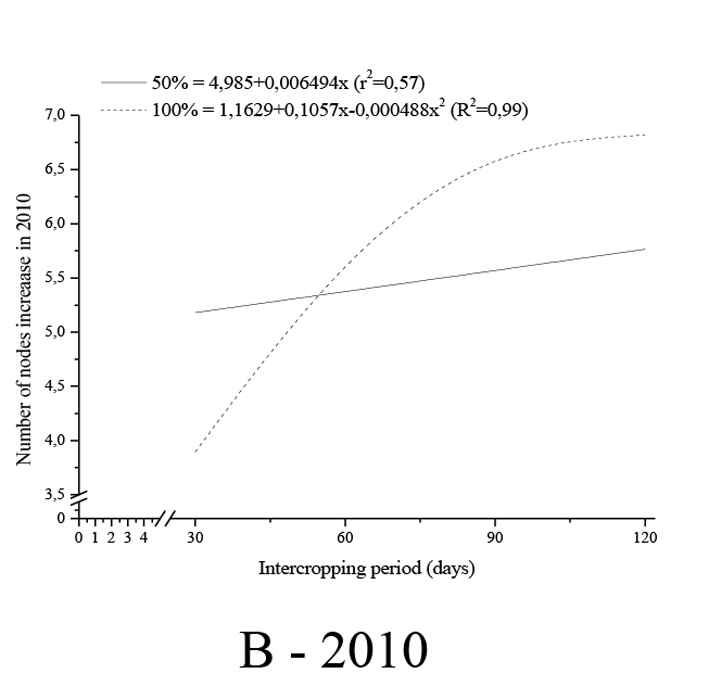 50% = 4,985+0,006494x (r²=0,57)
100% = 1,1629+0,1057x-0,000488x² (R²=0,99)
7,0
6,5
6,0
5,5
5,0
4,5
4,0
3,5
0
Number of nodes increaase in 2010
0 1 2 3 4 30 60 90 120
Intercropping period (days)
B - 2010